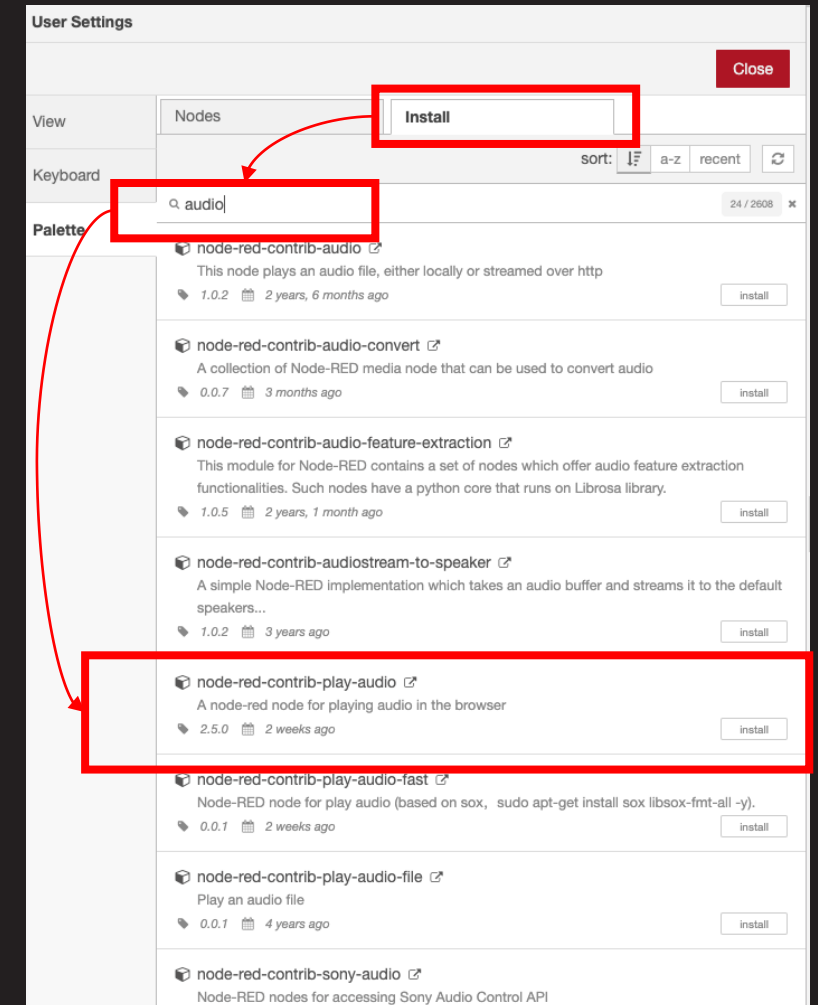 User Settings
Close
View
Nodes
Install
Keyboard
sort: a-z recent
audio
24 / 2608
Palette
node-red-contrib-audio
This node plays an audio file, either locally or streamed over http
1.0.2 2 years, 6 months ago
install
node-red-contrib-audio-convert
A collection of Node-RED media node that can be used to convert audio
0.0.7 3 months ago
install
node-red-contrib-audio-feature-extraction
This module for Node-RED contains a set of nodes which offer audio feature extraction
functionalities. Such nodes have a python core that runs on Librosa library.
1.0.5 2 years, 1 month ago
install
node-red-contrib-audiostream-to-speaker
A simple Node-RED implementation which takes an audio buffer and streams it to the default
speakers...
1.0.2 3 years ago
install
node-red-contrib-play-audio
A node-red node for playing audio in the browser
2.5.0 2 weeks ago
install
node-red-contrib-play-audio-fast
Node-RED node for play audio (based on sox，sudo apt-get install sox libsox-fmt-all -y).
0.0.1 2 weeks ago
install
node-red-contrib-play-audio-file
Play an audio file
0.0.1 4 years ago
install
node-red-contrib-sony-audio
Node-RED nodes for accessing Sony Audio Control API